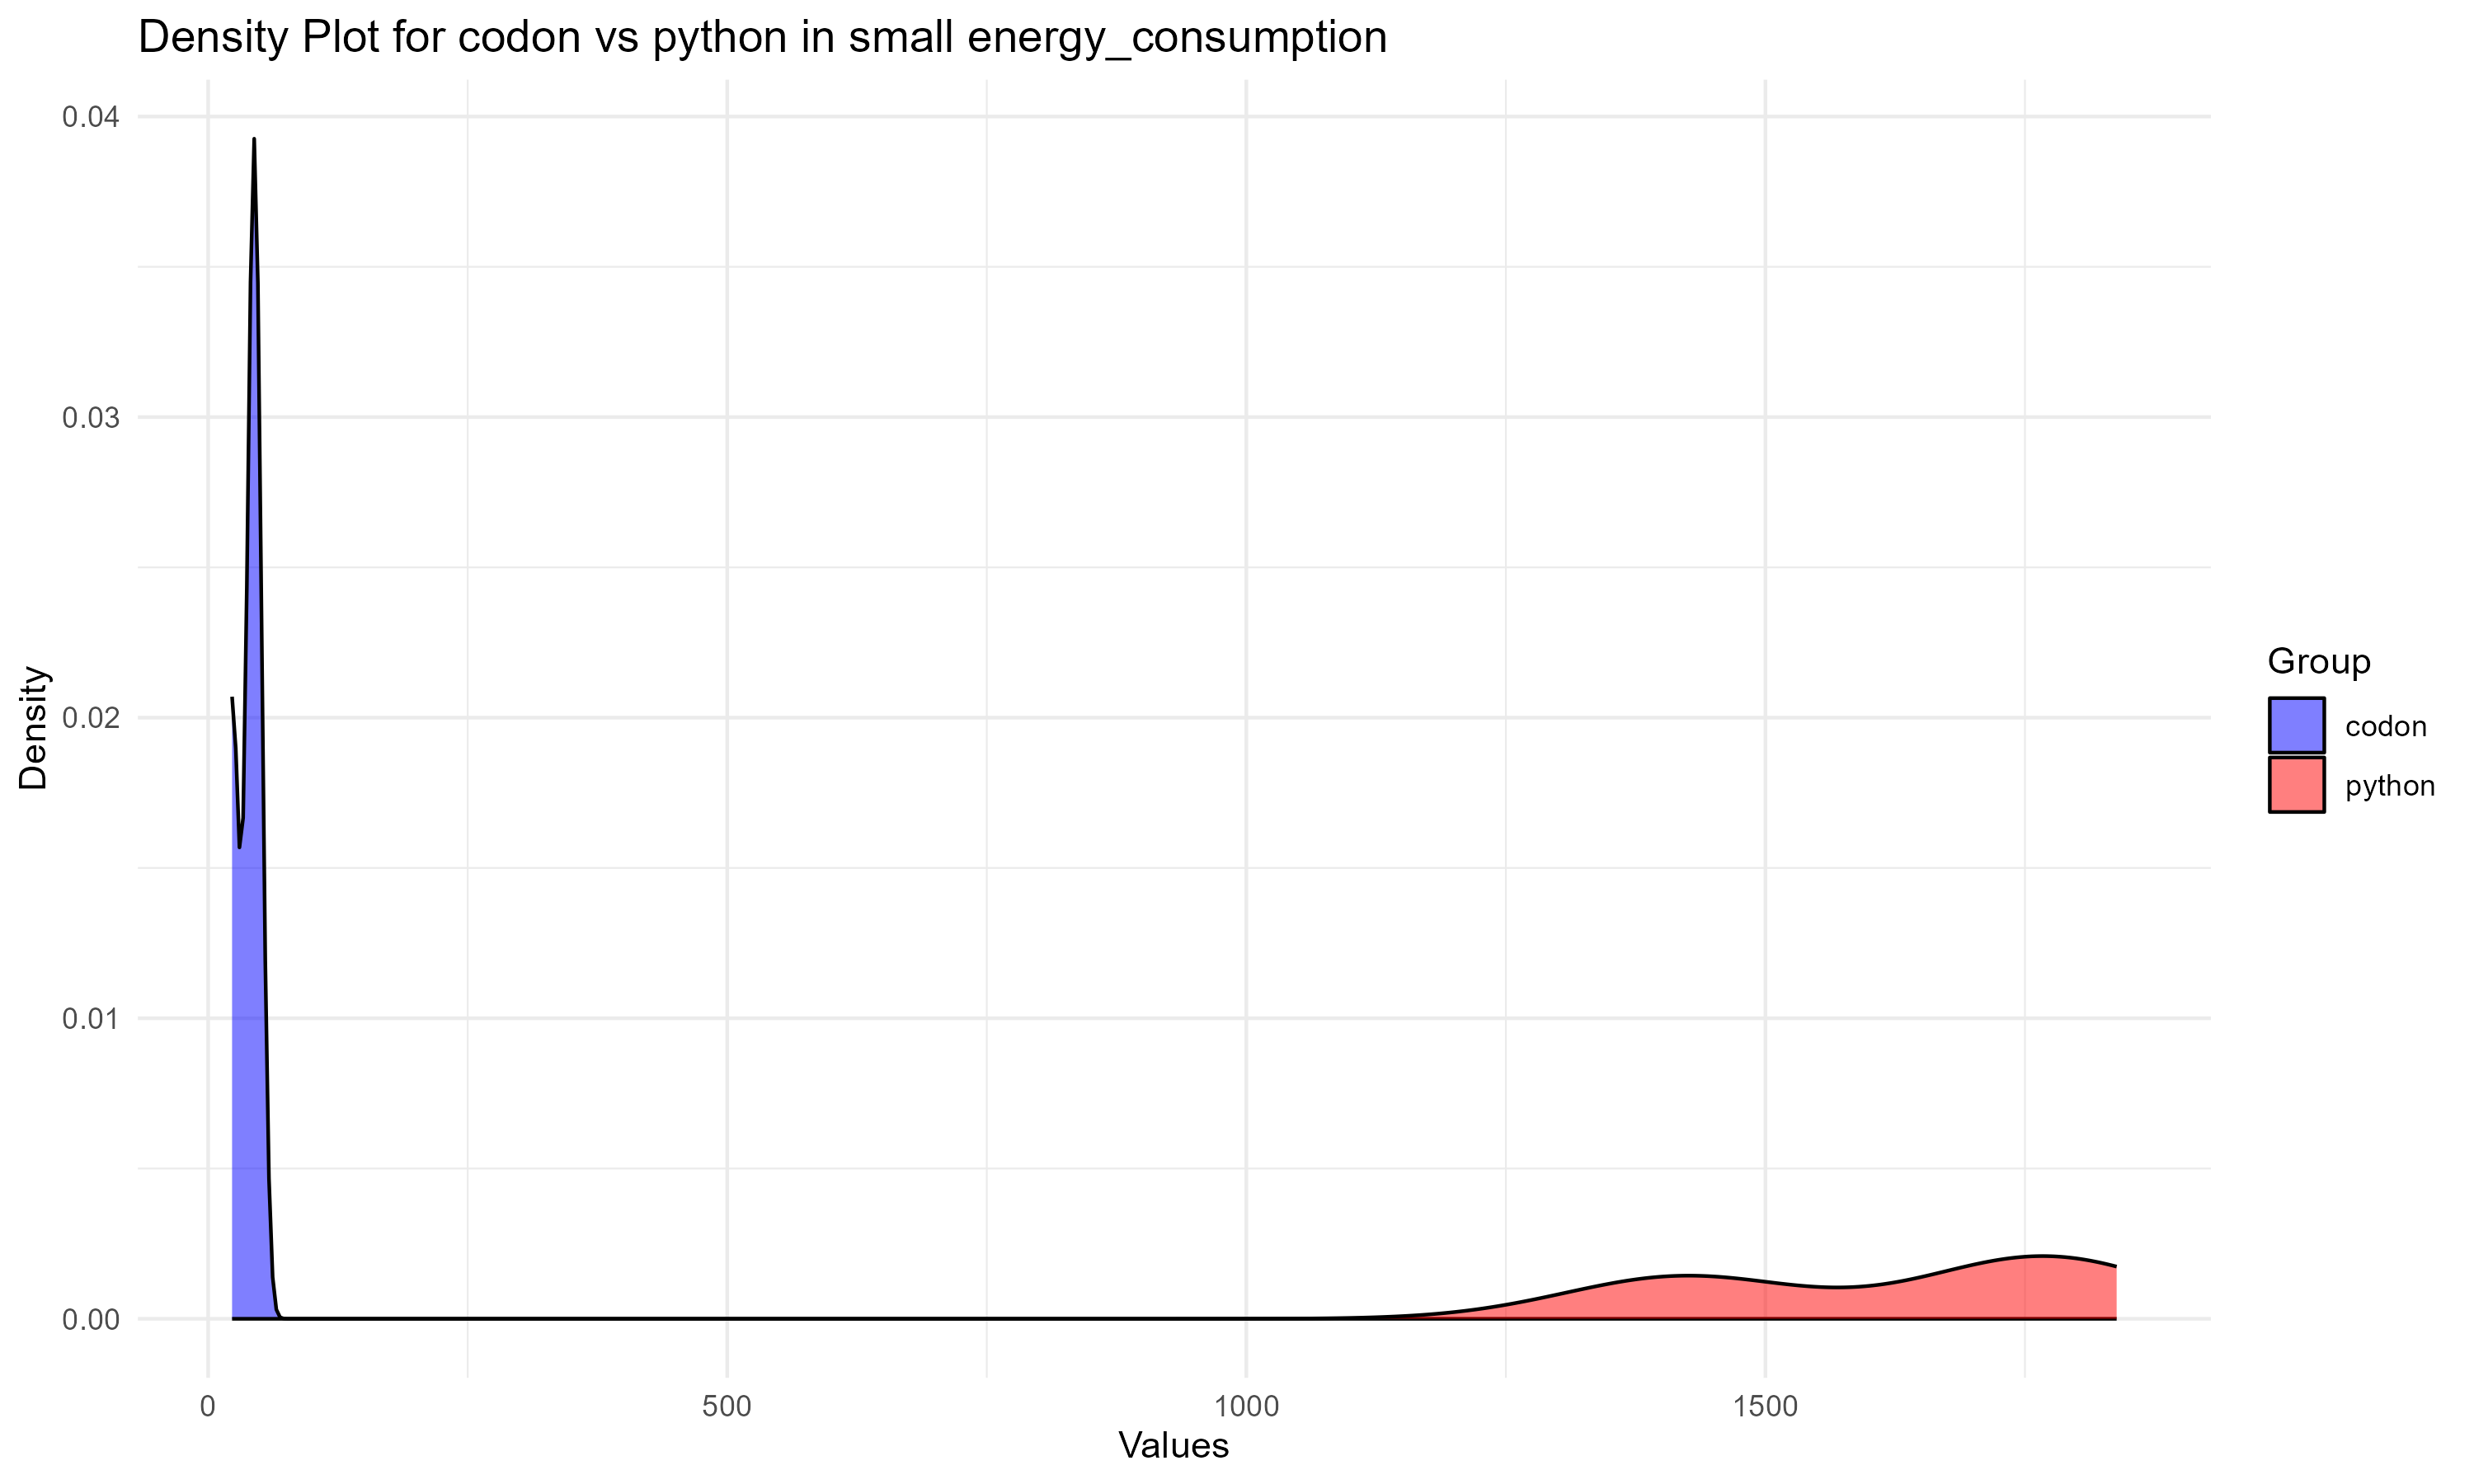 Density Plot for codon vs python in small energy_consumption
0.04
0.03
0.02
0.01
0.00
Density
0 500 1000 1500
Values
Group
codon
python